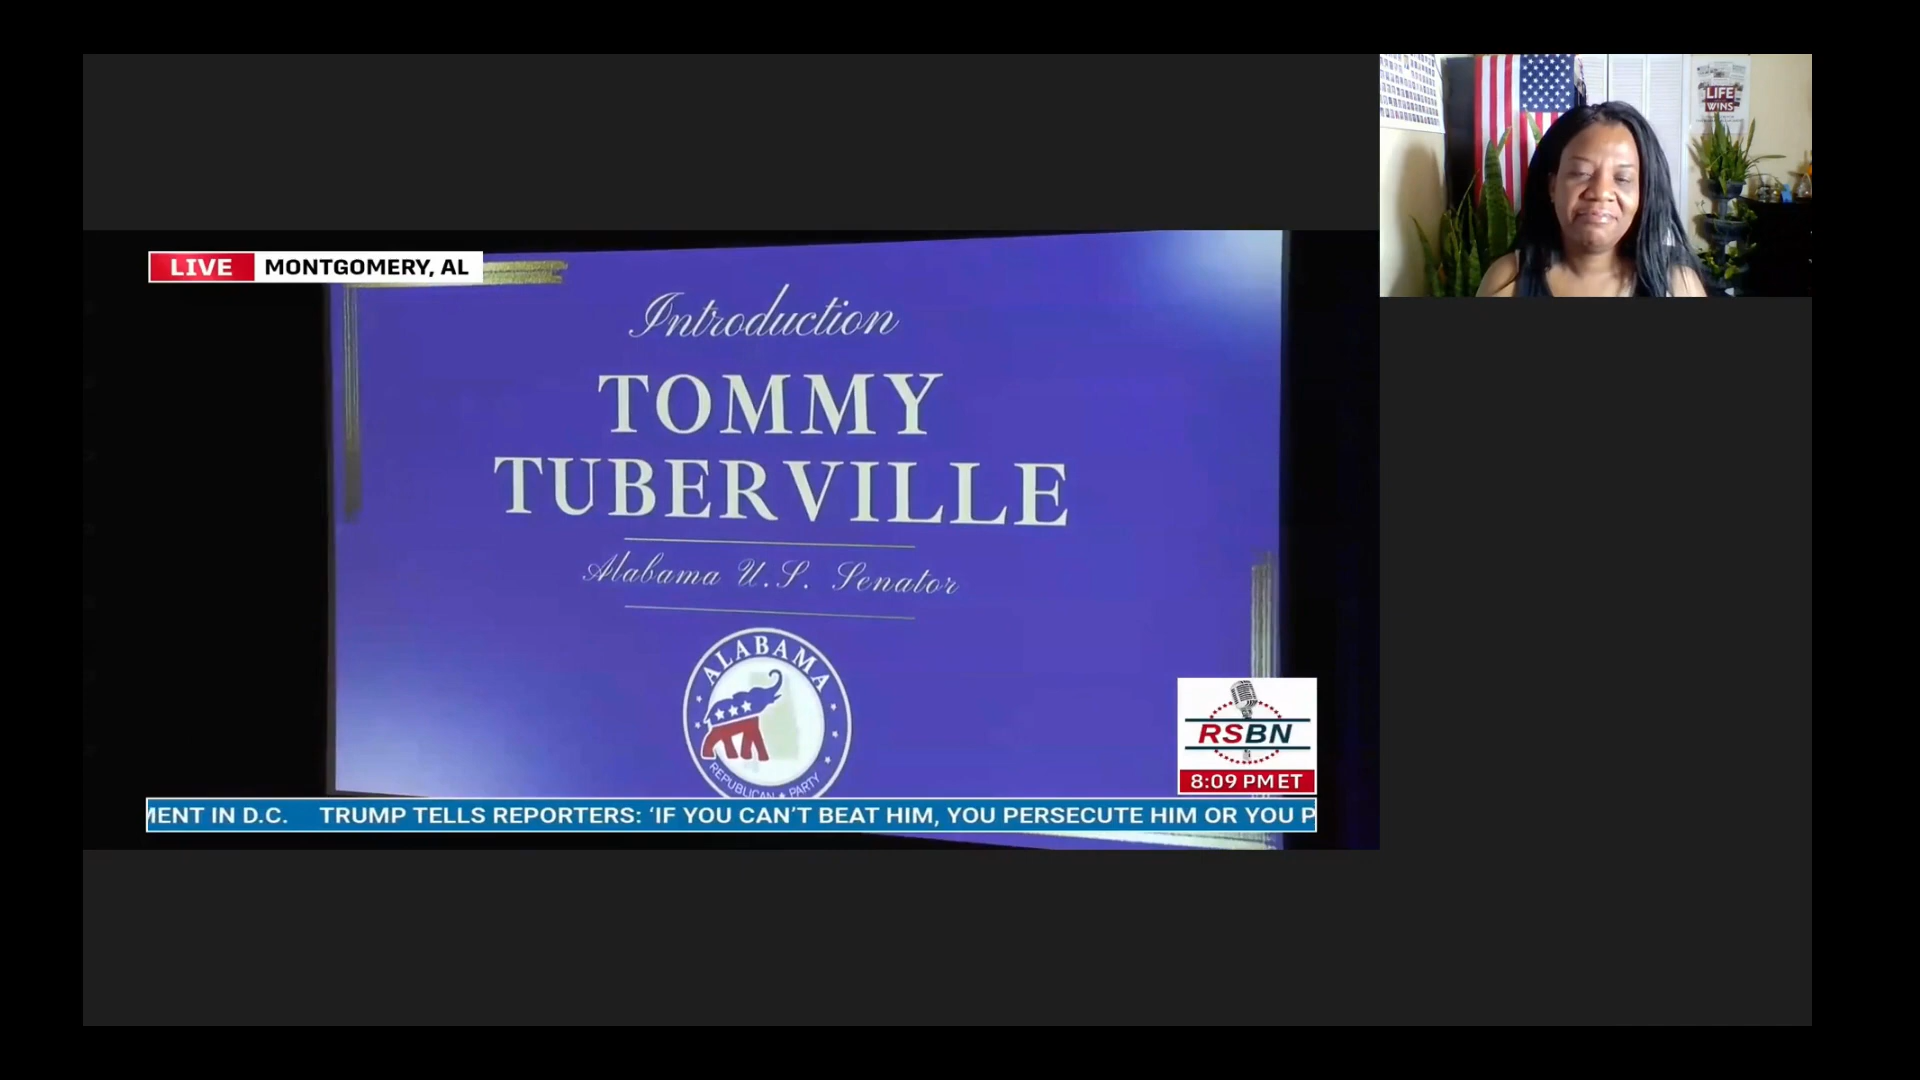 LIVE MONTGOMERY, AL
Introduction
TOMMY
TUBERVILLE
Alabama U.S. Senator
ALABAMA
REPUBLICAN ★ PARTY
RSBN
8:09 PM ET
MENT IN D.C. TRUMP TELLS REPORTERS: ‘IF YOU CAN’T BEAT HIM, YOU PERSECUTE HIM OR YOU P
LIFE
WINS